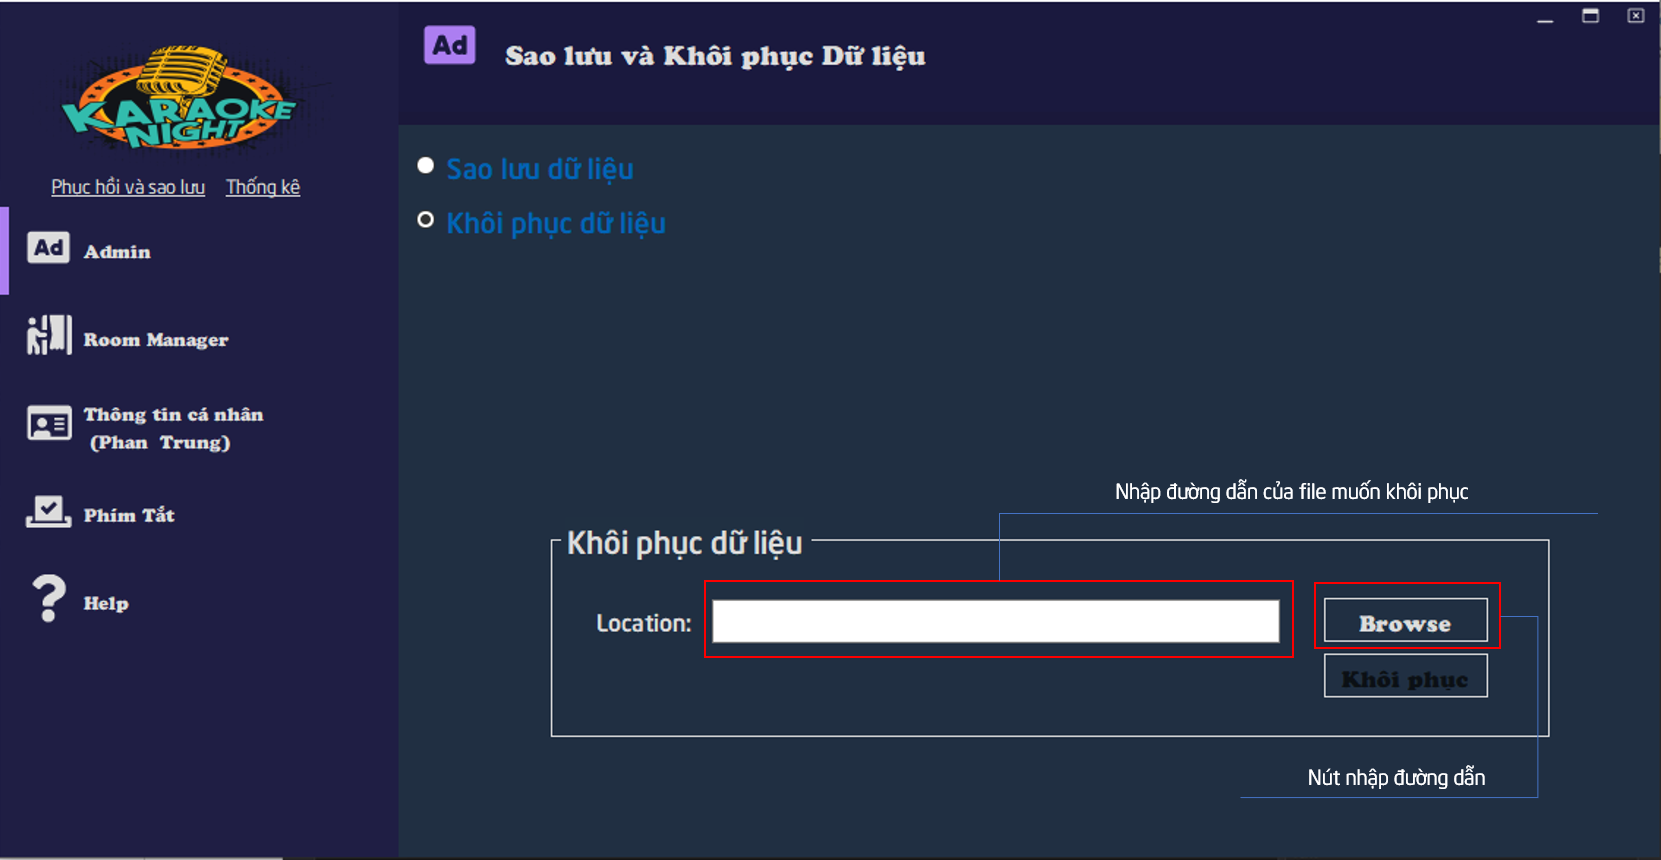 KARAOKE
NIGHT
Phục hồi và sao lưu Thống kê
Ad Admin
Room Manager
Thông tin cá nhân
(Phan Trung)
Phím Tắt
Help
Ad Sao lưu và Khôi phục Dữ liệu
Sao lưu dữ liệu
Khôi phục dữ liệu
Nhập đường dẫn của file muốn khôi phục
Khôi phục dữ liệu
Location: Browse
Khôi phục
Nút nhập đường dẫn